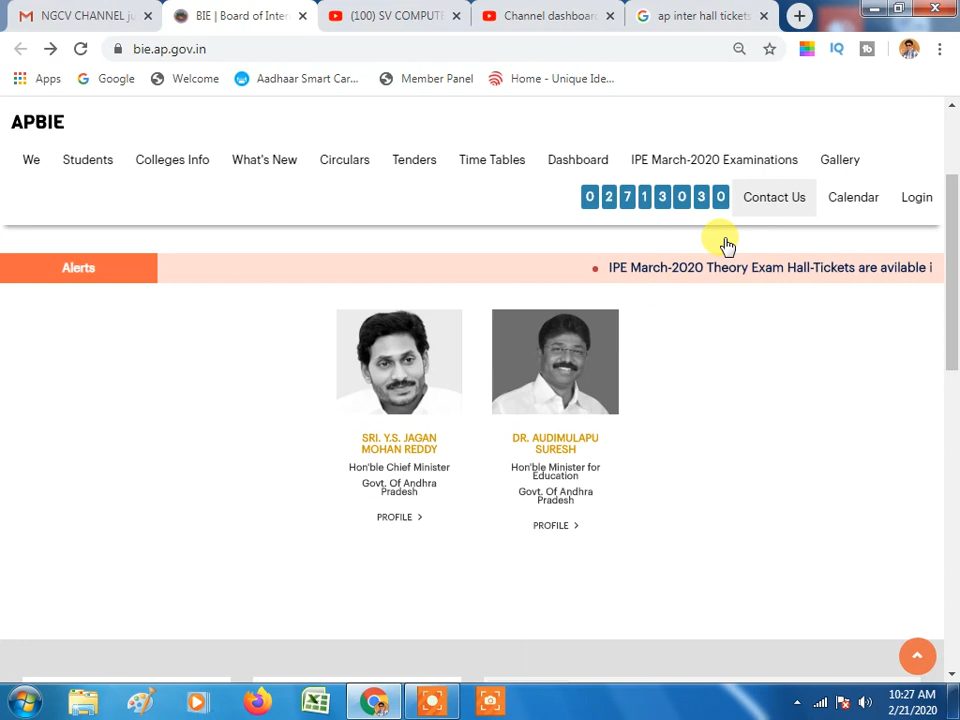 NGCV CHANNEL ju
BIE | Board of Inter
(100) SV COMPUTE
Channel dashboar
ap inter hall tickets
bie.ap.gov.in
IQ
Apps
Google
Welcome
Aadhaar Smart Car...
Member Panel
Home - Unique Ide...
APBIE
We
Students
Colleges Info
What's New
Circulars
Tenders
Time Tables
Dashboard
IPE March-2020 Examinations
Gallery
0 2 7 1 3 0 3 0
Contact Us
Calendar
Login
Alerts
IPE March-2020 Theory Exam Hall-Tickets are avilable i
SRI. Y.S. JAGAN
MOHAN REDDY
Hon'ble Chief Minister
Govt. Of Andhra
Pradesh
PROFILE >
DR. AUDIMULAPU
SURESH
Hon'ble Minister for
Education
Govt. Of Andhra
Pradesh
PROFILE >
10:27 AM
2/21/2020